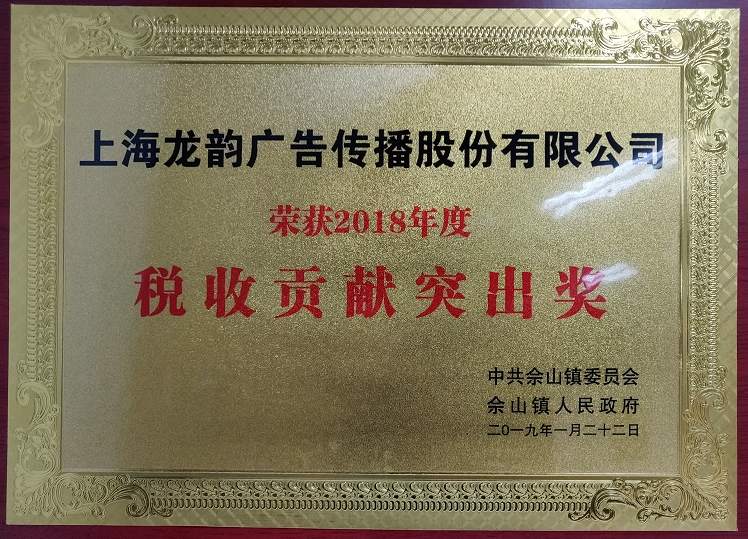 上海龙韵广告传播股份有限公司
荣获2018年度
税收贡献突出奖
中共佘山镇委员会
佘山镇人民政府
二〇一九年一月二十二日